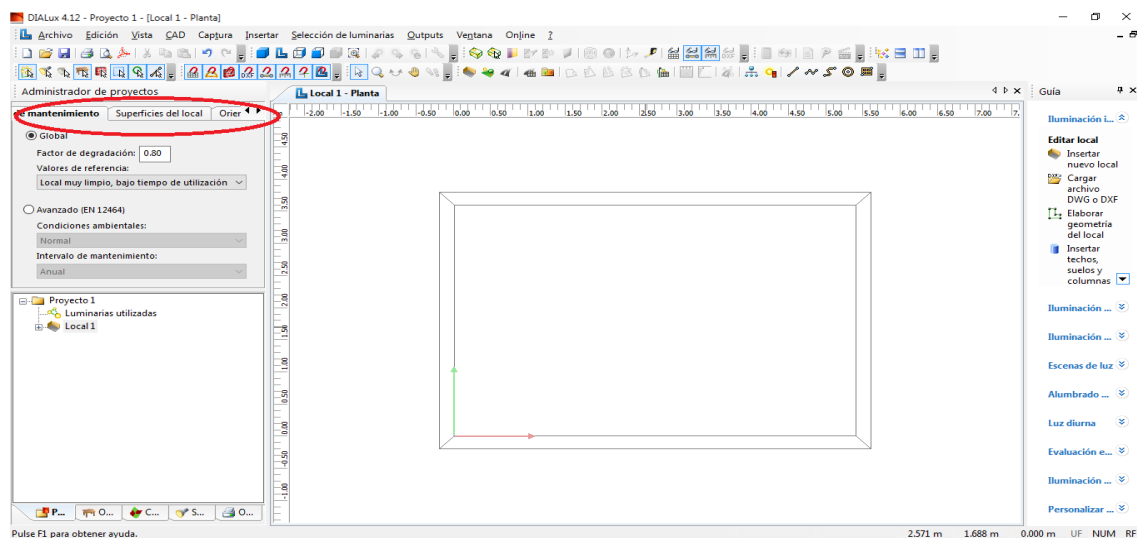 DIALux 4.12 - Proyecto 1 - [Local 1 - Planta]
Archivo Edición Vista CAD Captura Insertar Selección de luminarias Outputs Ventana Online ?
Administrador de proyectos
e mantenimiento Superficies del local Orier
Global
Factor de degradación: 0.80
Valores de referencia:
Local muy limpio, bajo tiempo de utilización
Avanzado (EN 12464)
Condiciones ambientales:
Normal
Intervalo de mantenimiento:
Anual
Proyecto 1
Luminarias utilizadas
Local 1
P... O... C... S... O...
Pulse F1 para obtener ayuda.
Local 1 - Planta
-2.00 -1.50 -1.00 -0.50 0.00 0.50 1.00 1.50 2.00 2.50 3.00 3.50 4.00 4.50 5.00 5.50 6.00 6.50 7.00 7.
4.50
4.00
3.50
3.00
2.50
2.00
1.50
1.00
0.50
0.00
-0.50
-1.00
Guía
Iluminación i...
Editar local
Insertar
nuevo local
Cargar
archivo
DWG o DXF
Elaborar
geometría
del local
Insertar
techos,
suelos y
columnas
Iluminación ...
Iluminación ...
Escenas de luz
Alumbrado ...
Luz diurna
Evaluación e...
Iluminación ...
Personalizar ...
2.571 m 1.688 m 0.000 m UF NUM RF